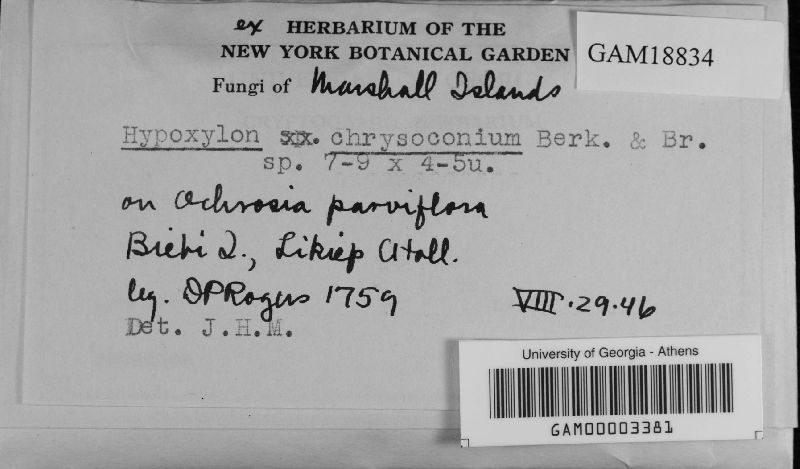 ex HERBARIUM OF THE
NEW YORK BOTANICAL GARDEN
GAM18834
Fungi of Marshall Islands
Hypoxylon chrysoconium Berk. & Br.
sp. 7-9 x 4-5u.
on Ochrosia parviflora
I., Likiep Atoll.
leg. DPRogers 1759 VIII.29.46
Det. J.H.M.
University of Georgia - Athens
GAM00003381